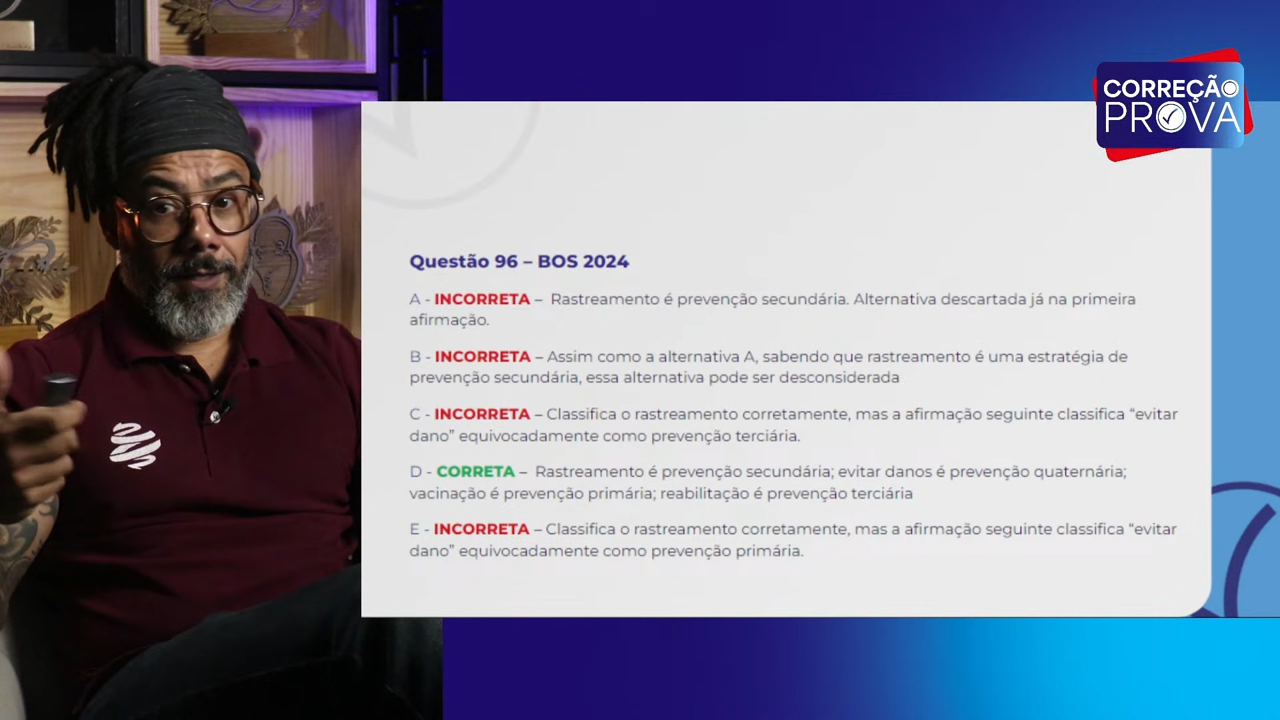 CORREÇÃO
PROVA
Questão 96 – BOS 2024
A - INCORRETA – Rastreamento é prevenção secundária. Alternativa descartada já na primeira
afirmação.
B - INCORRETA – Assim como a alternativa A, sabendo que rastreamento é uma estratégia de
prevenção secundária, essa alternativa pode ser desconsiderada
C - INCORRETA – Classifica o rastreamento corretamente, mas a afirmação seguinte classifica “evitar
dano” equivocadamente como prevenção terciária.
D - CORRETA – Rastreamento é prevenção secundária; evitar danos é prevenção quaternária;
vacinação é prevenção primária; reabilitação é prevenção terciária
E - INCORRETA – Classifica o rastreamento corretamente, mas a afirmação seguinte classifica “evitar
dano” equivocadamente como prevenção primária.